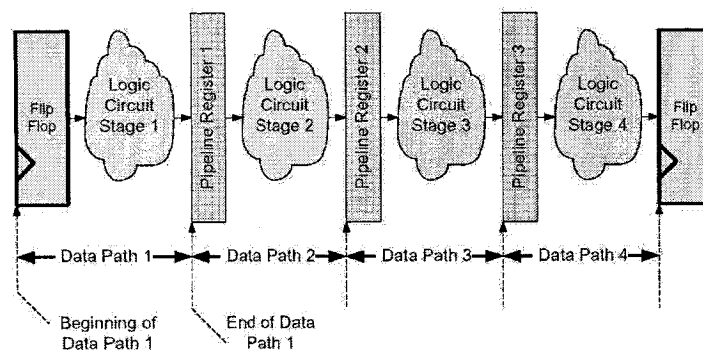 Flip
Flop
Logic
Circuit
Stage 1
Pipeline Register 1
Logic
Circuit
Stage 2
Pipeline Register 2
Logic
Circuit
Stage 3
Pipeline Register 3
Logic
Circuit
Stage 4
Flip
Flop
Data Path 1
Data Path 2
Data Path 3
Data Path 4
Beginning of
Data Path 1
End of Data
Path 1